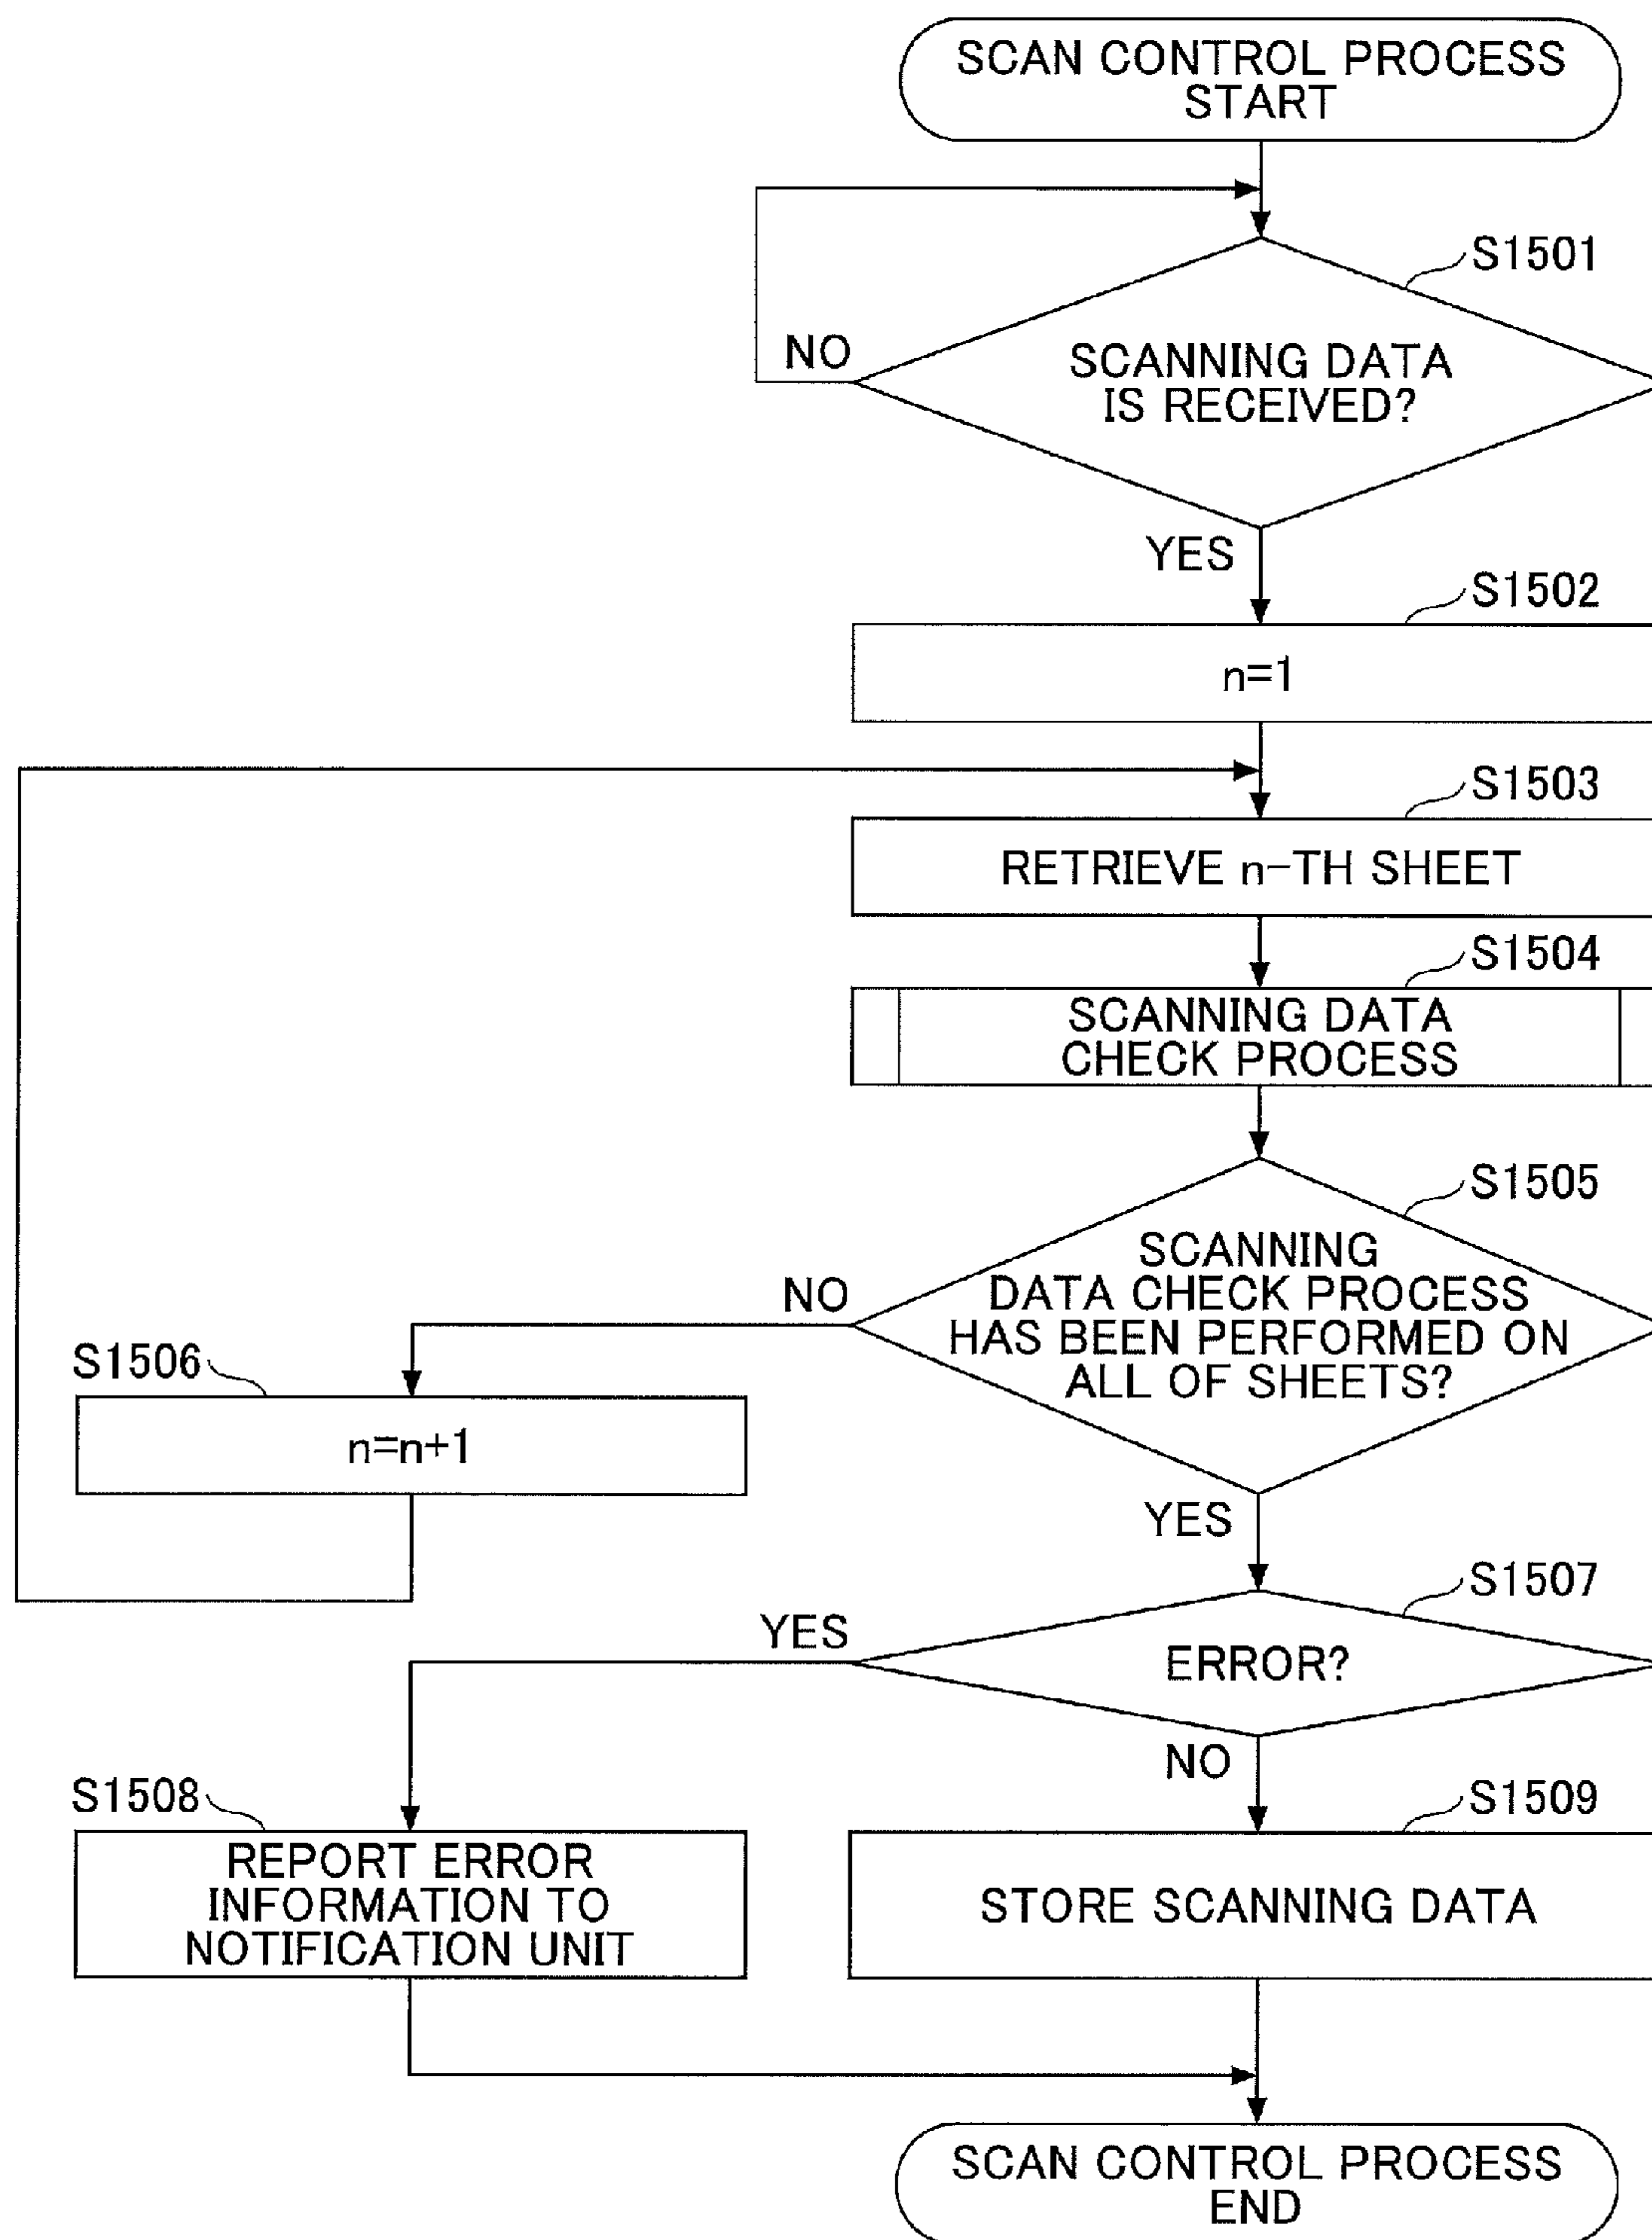 SCAN CONTROL PROCESS
START
S1501
NO
SCANNING DATA
IS RECEIVED?
YES
S1502
n=1
S1503
RETRIEVE n-TH SHEET
S1504
SCANNING DATA
CHECK PROCESS
S1505
NO
SCANNING
DATA CHECK PROCESS
HAS BEEN PERFORMED ON
ALL OF SHEETS?
S1506
n=n+1
YES
S1507
YES
ERROR?
NO
S1508
REPORT ERROR
INFORMATION TO
NOTIFICATION UNIT
S1509
STORE SCANNING DATA
SCAN CONTROL PROCESS
END